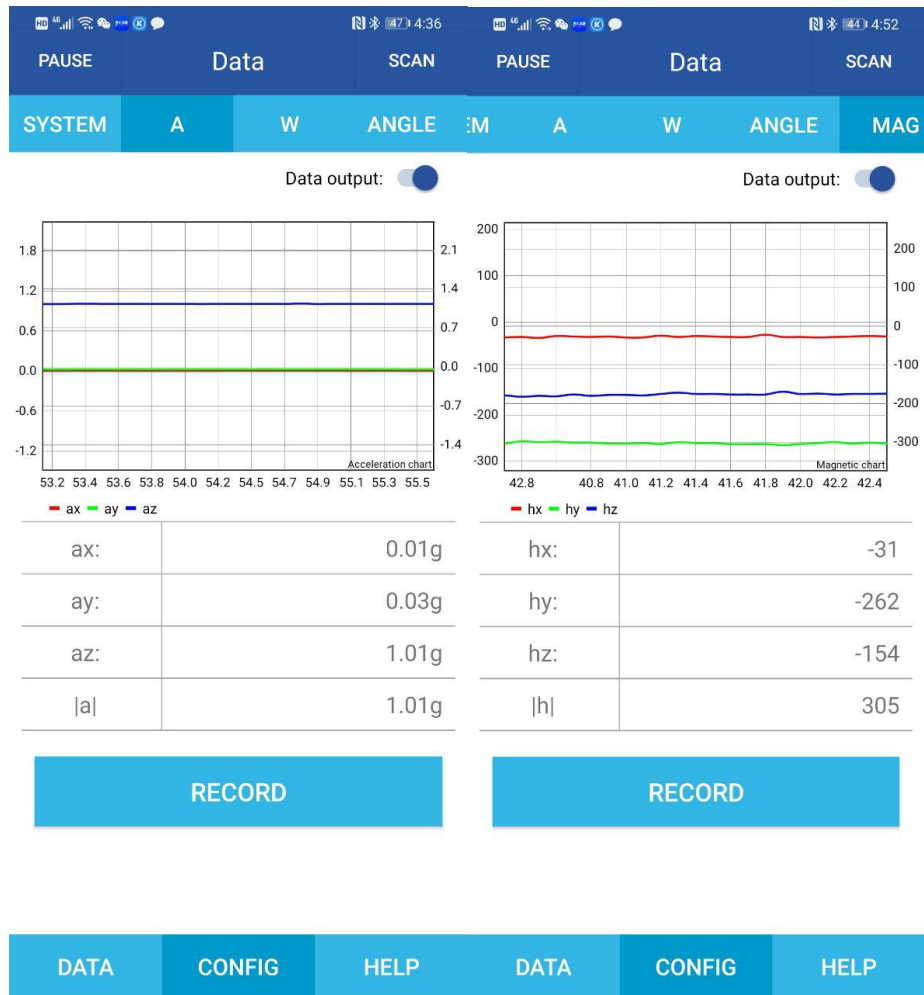 HD 46 K 47 4:36
PAUSE Data SCAN
SYSTEM A W ANGLE
Data output:
1.8 2.1
1.2 1.4
0.6 0.7
0.0 0.0
-0.6 -0.7
-1.2 -1.4
Acceleration chart
53.2 53.4 53.6 53.8 54.0 54.2 54.5 54.7 54.9 55.1 55.3 55.5
ax ay az
ax: 0.01g
ay: 0.03g
az: 1.01g
|a| 1.01g
RECORD
DATA CONFIG HELP
HD 46 K 44 4:52
PAUSE Data SCAN
EM A W ANGLE MAG
Data output:
200 200
100 100
0 0
-100 -100
-200 -200
-300 -300
Magnetic chart
42.8 40.8 41.0 41.2 41.4 41.6 41.8 42.0 42.2 42.4
hx hy hz
hx: -31
hy: -262
hz: -154
|h| 305
RECORD
DATA CONFIG HELP